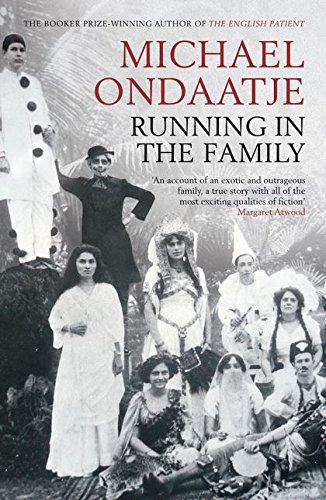 THE BOOKER PRIZE-WINNING AUTHOR OF THE ENGLISH PATIENT
MICHAEL
ONDAATJE
RUNNING IN
THE FAMILY
'An account of an exotic and outrageous
family, a true story with all of the
most exciting qualities of fiction'
Margaret Atwood